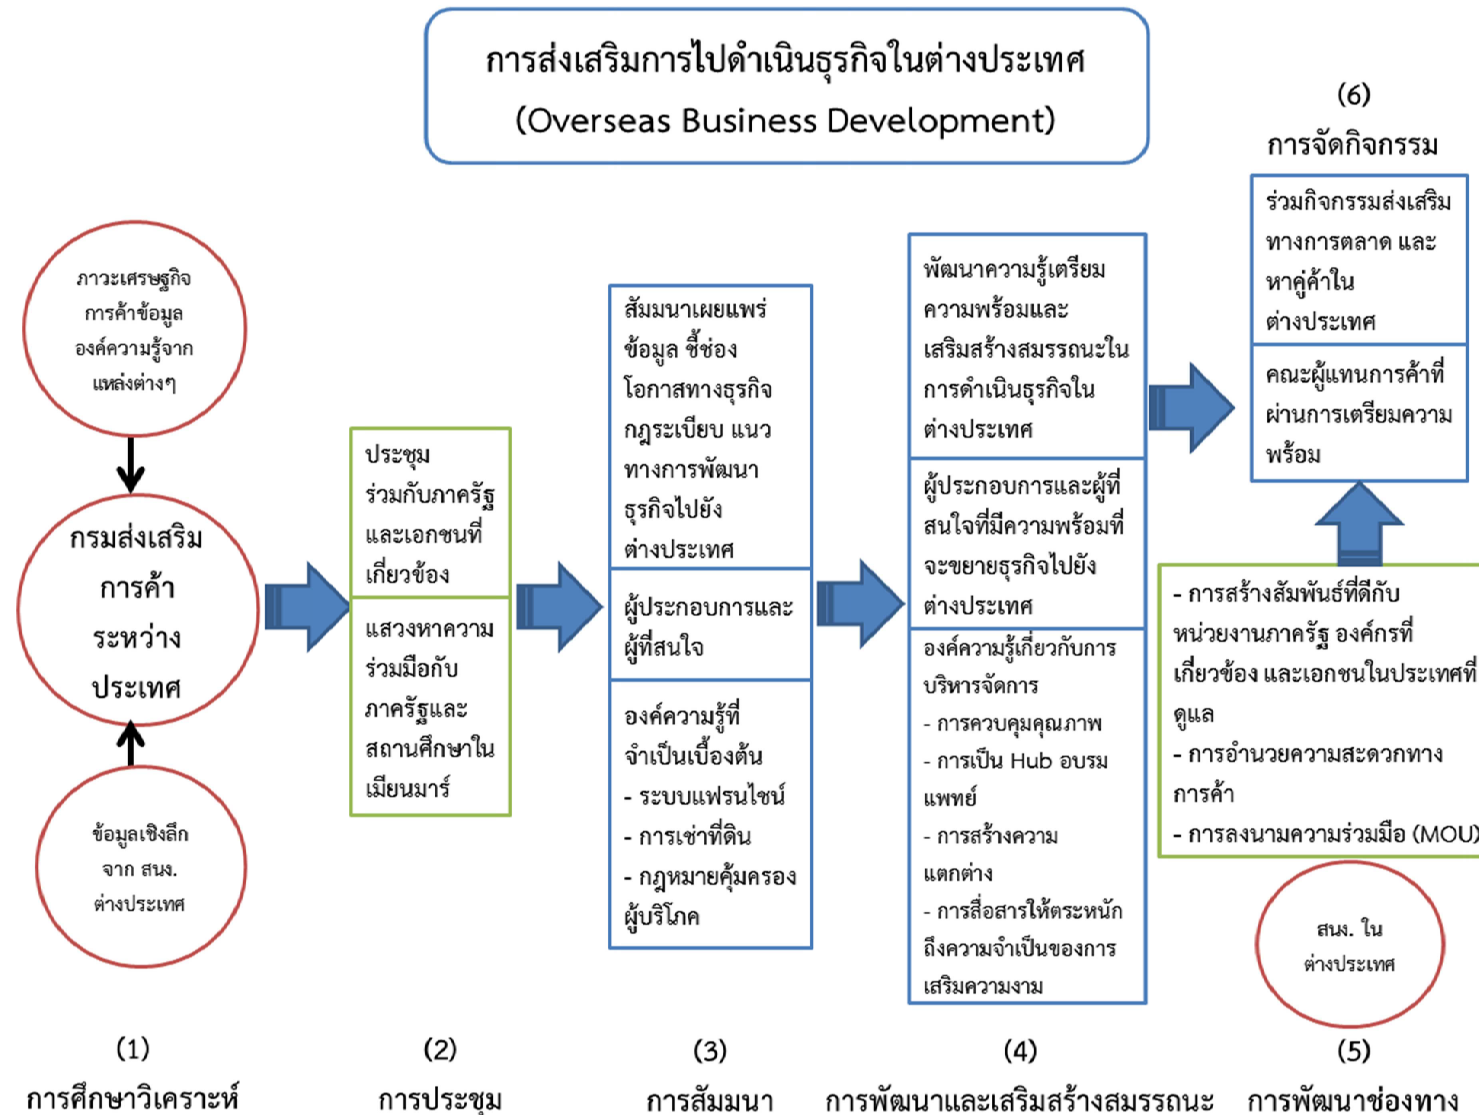 การส่งเสริมการไปดำเนินธุรกิจในต่างประเทศ
(Overseas Business Development)
ภาวะเศรษฐกิจ
การค้าข้อมูล
องค์ความรู้จาก
แหล่งต่างๆ
กรมส่งเสริม
การค้า
ระหว่าง
ประเทศ
ข้อมูลเชิงลึก
จาก สนง.
ต่างประเทศ
(1)
การศึกษาวิเคราะห์
ประชุม
ร่วมกับภาครัฐ
และเอกชนที่
เกี่ยวข้อง
แสวงหาความ
ร่วมมือกับ
ภาครัฐและ
สถานศึกษาใน
เมียนมาร์
(2)
การประชุม
สัมมนาเผยแพร่
ข้อมูล ชี้ช่อง
โอกาสทางธุรกิจ
กฎระเบียบ แนว
ทางการพัฒนา
ธุรกิจไปยัง
ต่างประเทศ
ผู้ประกอบการและ
ผู้ที่สนใจ
องค์ความรู้ที่
จำเป็นเบื้องต้น
- ระบบแฟรนไชน์
- การเช่าที่ดิน
- กฎหมายคุ้มครอง
ผู้บริโภค
(3)
การสัมมนา
พัฒนาความรู้เตรียม
ความพร้อมและ
เสริมสร้างสมรรถนะใน
การดำเนินธุรกิจใน
ต่างประเทศ
ผู้ประกอบการและผู้ที่
สนใจที่มีความพร้อมที่
จะขยายธุรกิจไปยัง
ต่างประเทศ
องค์ความรู้เกี่ยวกับการ
บริหารจัดการ
- การควบคุมคุณภาพ
- การเป็น Hub อบรม
แพทย์
- การสร้างความ
แตกต่าง
- การสื่อสารให้ตระหนัก
ถึงความจำเป็นของการ
เสริมความงาม
(4)
การพัฒนาและเสริมสร้างสมรรถนะ
(6)
การจัดกิจกรรม
ร่วมกิจกรรมส่งเสริม
ทางการตลาด และ
หาคู่ค้าใน
ต่างประเทศ
คณะผู้แทนการค้าที่
ผ่านการเตรียมความ
พร้อม
- การสร้างสัมพันธ์ที่ดีกับ
หน่วยงานภาครัฐ องค์กรที่
เกี่ยวข้อง และเอกชนในประเทศที่
ดูแล
- การอำนวยความสะดวกทาง
การค้า
- การลงนามความร่วมมือ (MOU)
สนง. ใน
ต่างประเทศ
(5)
การพัฒนาช่องทาง